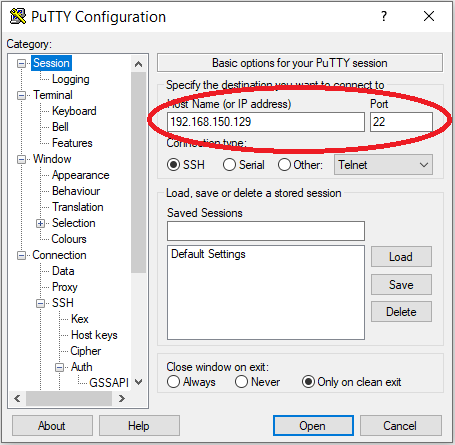 PuTTY Configuration
?
Category:
Session
Logging
Terminal
Keyboard
Bell
Features
Window
Appearance
Behaviour
Translation
Selection
Colours
Connection
Data
Proxy
SSH
Kex
Host keys
Cipher
Auth
GSSAPI
Basic options for your PuTTY session
Specify the destination you want to connect to
Host Name (or IP address)
Port
192.168.150.129
22
Connection type:
SSH
Serial
Other:
Telnet
Load, save or delete a stored session
Saved Sessions
Default Settings
Load
Save
Delete
Close window on exit:
Always
Never
Only on clean exit
About
Help
Open
Cancel